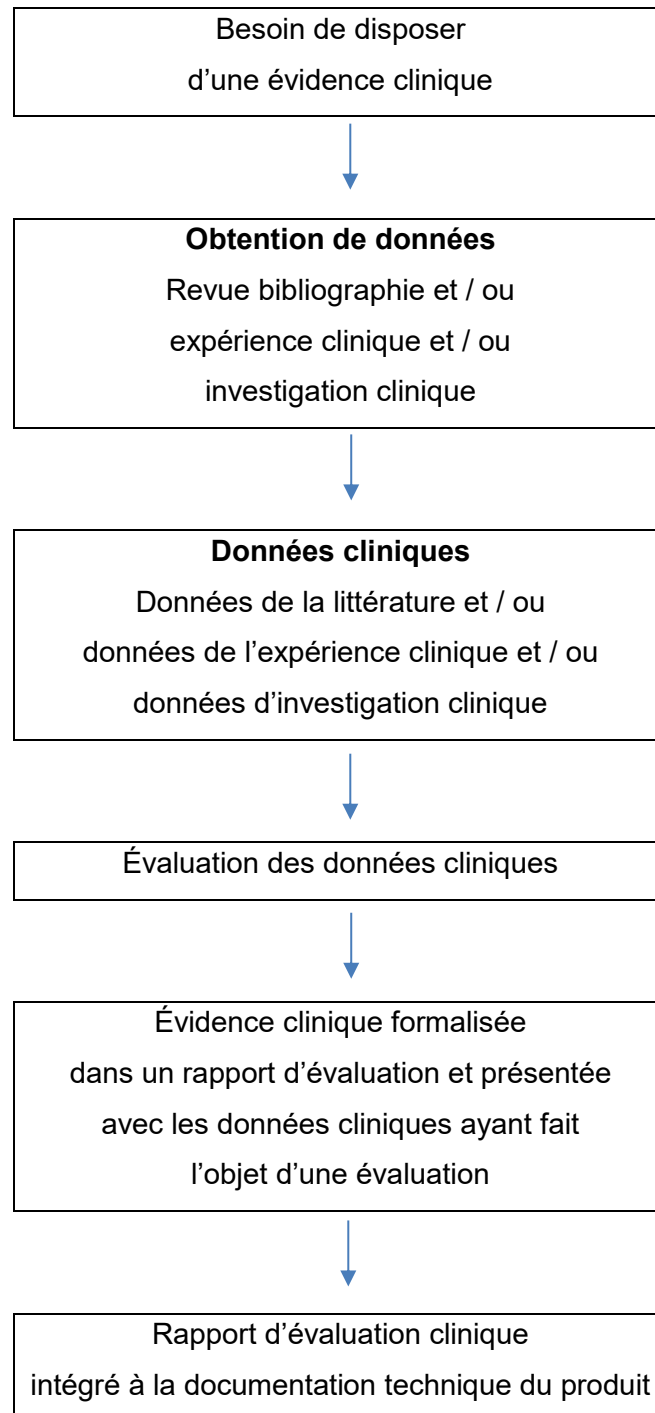 Besoin de disposer
d’une évidence clinique
Obtention de données
Revue bibliographie et / ou
expérience clinique et / ou
investigation clinique
Données cliniques
Données de la littérature et / ou
données de l’expérience clinique et / ou
données d’investigation clinique
Évaluation des données cliniques
Évidence clinique formalisée
dans un rapport d’évaluation et présentée
avec les données cliniques ayant fait
l’objet d’une évaluation
Rapport d’évaluation clinique
intégré à la documentation technique du produit